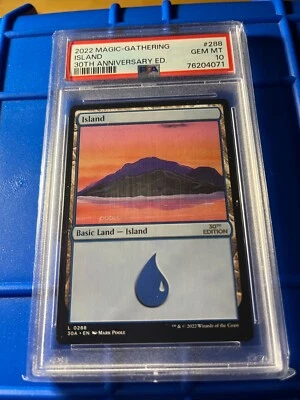 2022 MAGIC-GATHERING #288
ISLAND GEM MT
30TH ANNIVERSARY ED. 10
PSA 76204071
Island
Basic Land — Island
30TH
EDITION
L 0288
30A • EN Mark Poole
™ & © 2022 Wizards of the Coast